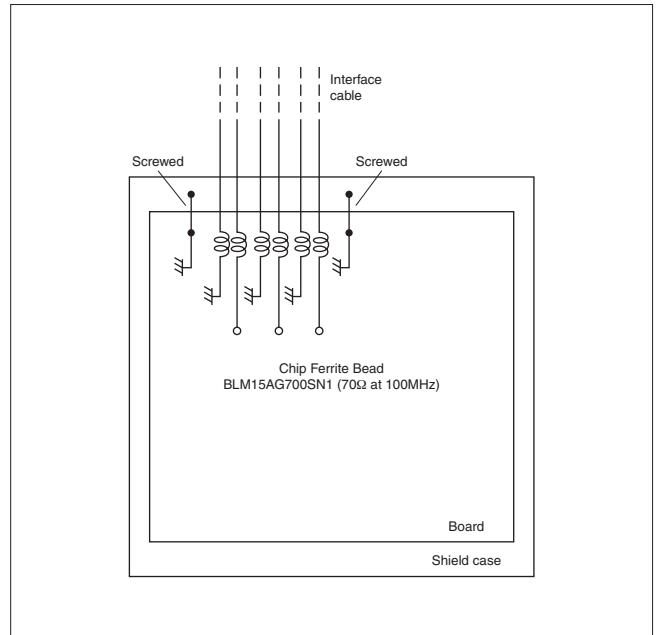 Interface
cable
Screwed
Screwed
Chip Ferrite Bead
BLM15AG700SN1 (70Ω at 100MHz)
Board
Shield case